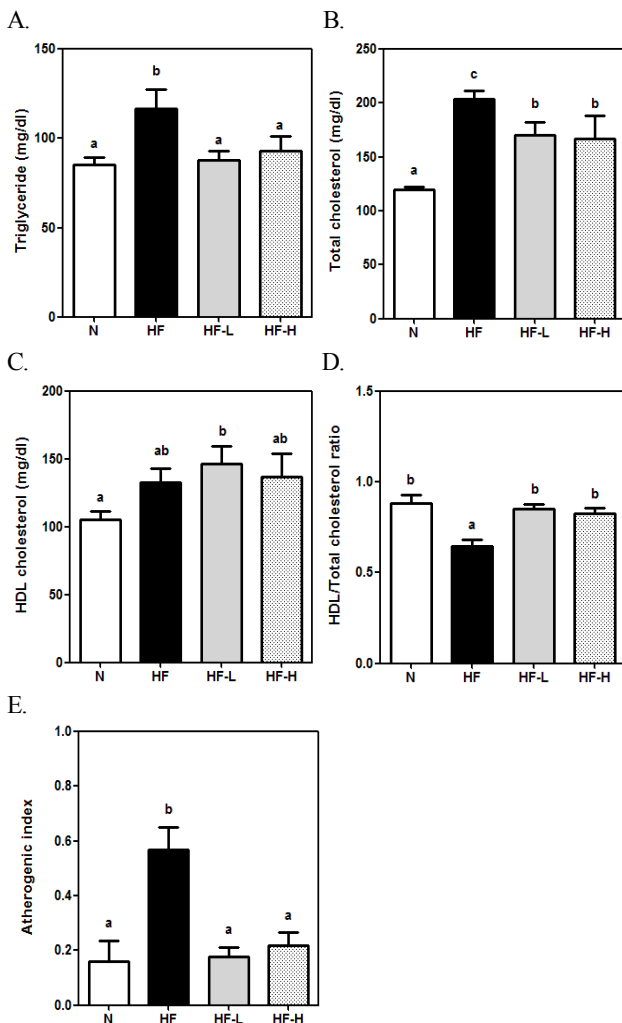 A.
Triglyceride (mg/dl)
150
100
50
0
a
b
a
a
N HF HF-L HF-H
B.
Total cholesterol (mg/dl)
250
200
150
100
50
0
a
c
b
b
N HF HF-L HF-H
C.
HDL cholesterol (mg/dl)
200
150
100
50
0
a
ab
b
ab
N HF HF-L HF-H
D.
HDL/Total cholesterol ratio
1.5
1.0
0.5
0.0
b
a
b
b
N HF HF-L HF-H
E.
Atherogenic index
1.0
0.8
0.6
0.4
0.2
0.0
a
b
a
a
N HF HF-L HF-H